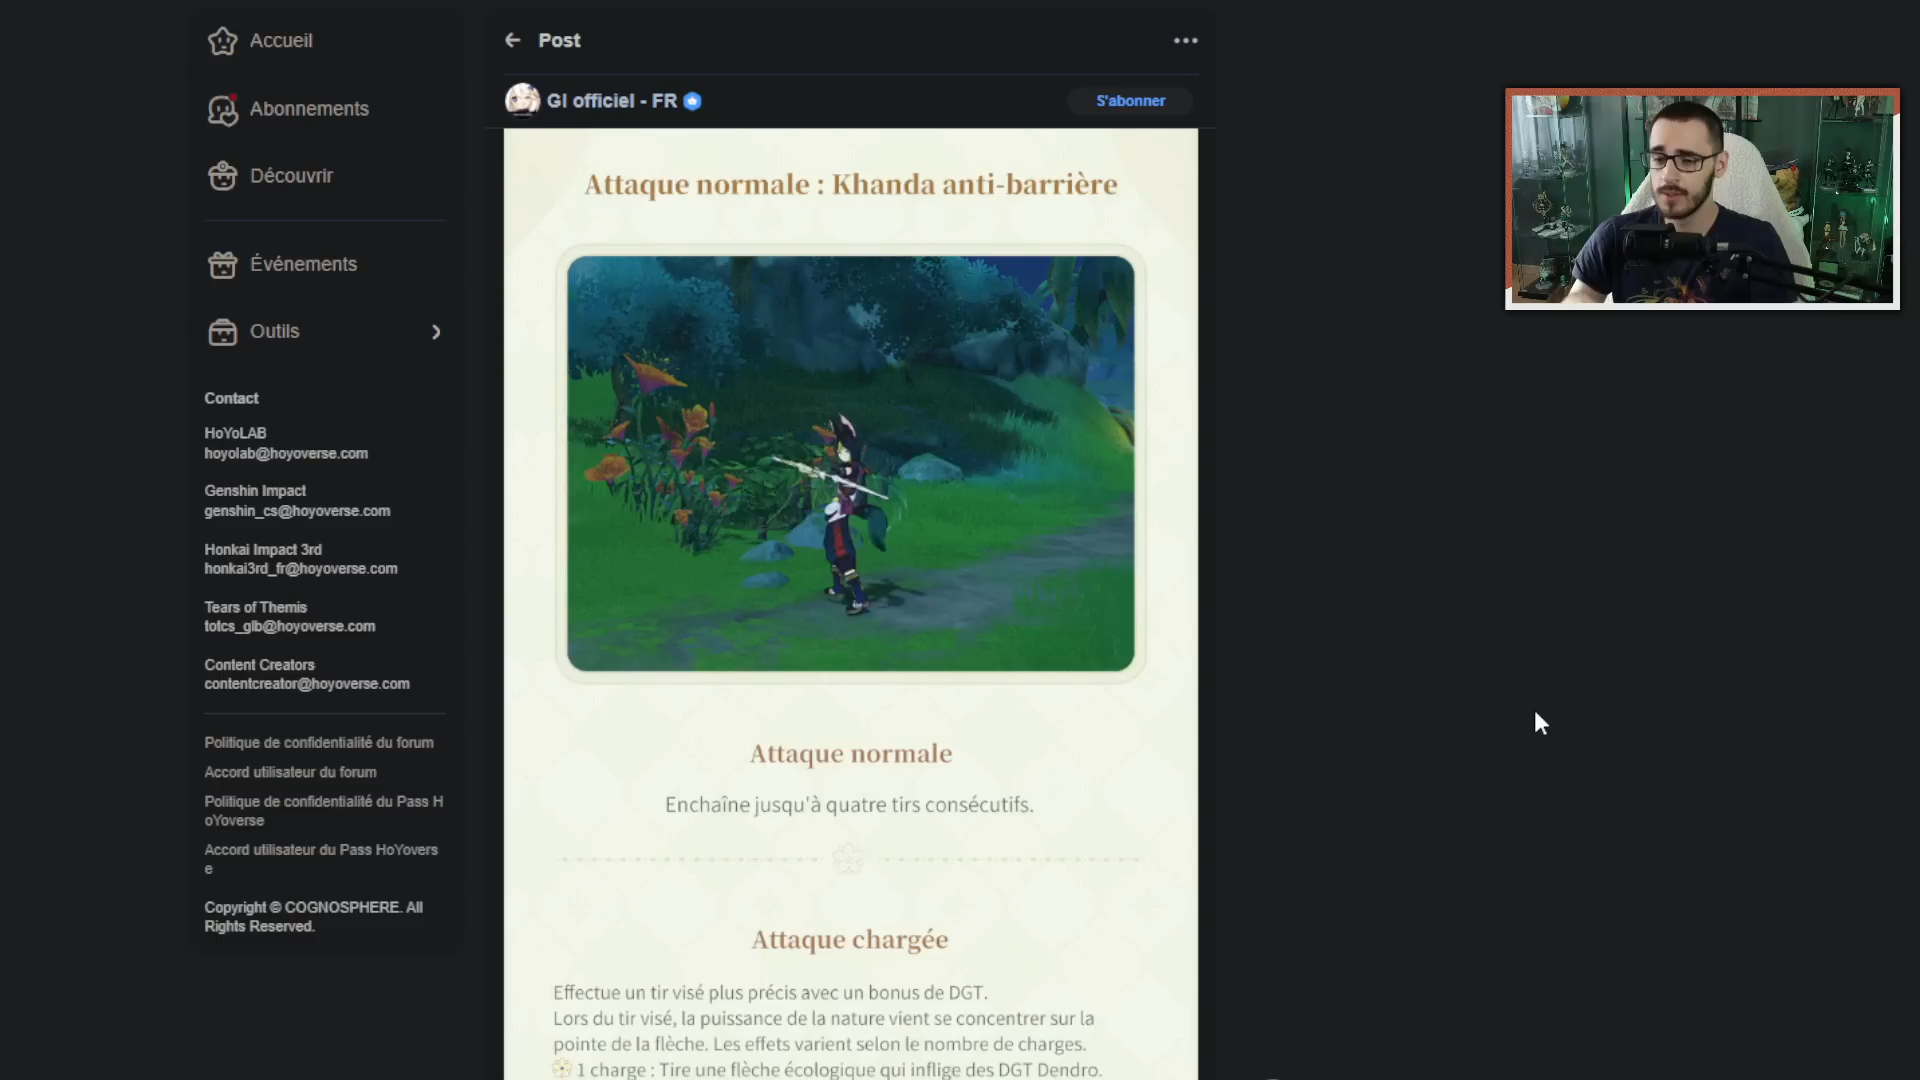 Accueil
Abonnements
Découvrir
Événements
Outils
Contact
HoYoLAB
hoyolab@hoyoverse.com
Genshin Impact
genshin_cs@hoyoverse.com
Honkai Impact 3rd
honkai3rd_fr@hoyoverse.com
Tears of Themis
totcs_glb@hoyoverse.com
Content Creators
contentcreator@hoyoverse.com
Politique de confidentialité du forum
Accord utilisateur du forum
Politique de confidentialité du Pass H
oYoverse
Accord utilisateur du Pass HoYovers
e
Copyright © COGNOSPHERE. All
Rights Reserved.
Post
GI officiel - FR
S'abonner
Attaque normale : Khanda anti-barrière
Attaque normale
Enchaîne jusqu'à quatre tirs consécutifs.
Attaque chargée
Effectue un tir visé plus précis avec un bonus de DGT.
Lors du tir visé, la puissance de la nature vient se concentrer sur la
pointe de la flèche. Les effets varient selon le nombre de charges.
1 charge : Tire une flèche écologique qui inflige des DGT Dendro.